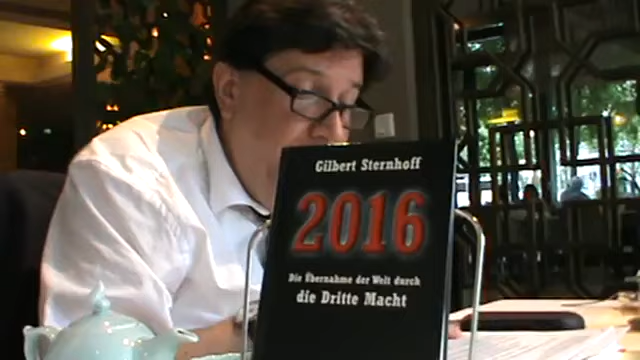 Gilbert Sternhoff
2016
Die Übernahme der Welt durch
die Dritte Macht